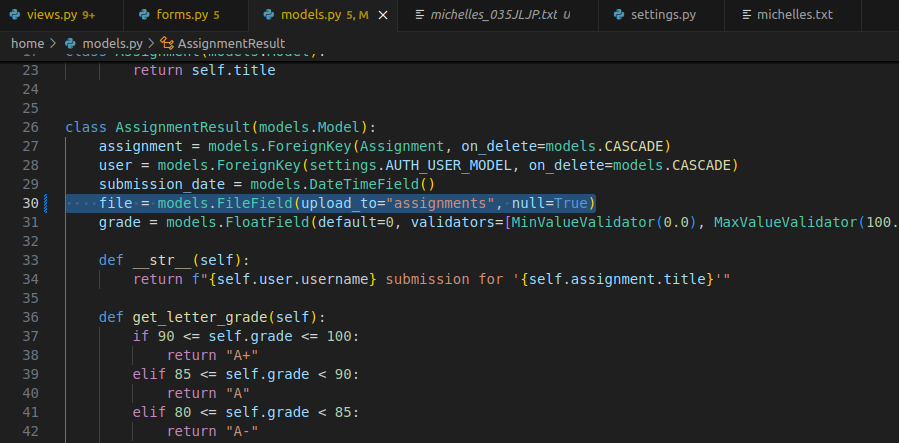 views.py 9+ forms.py 5 models.py 5, M × michelles_035JLJP.txt U settings.py michelles.txt
home > models.py > AssignmentResult
class Assignment(models.Model):
23 return self.title
24
25
26 class AssignmentResult(models.Model):
27 assignment = models.ForeignKey(Assignment, on_delete=models.CASCADE)
28 user = models.ForeignKey(settings.AUTH_USER_MODEL, on_delete=models.CASCADE)
29 submission_date = models.DateTimeField()
30 file = models.FileField(upload_to="assignments", null=True)
31 grade = models.FloatField(default=0, validators=[MinValueValidator(0.0), MaxValueValidator(100.
32
33 def __str__(self):
34 return f"{self.user.username} submission for '{self.assignment.title}'"
35
36 def get_letter_grade(self):
37 if 90 <= self.grade <= 100:
38 return "A+"
39 elif 85 <= self.grade < 90:
40 return "A"
41 elif 80 <= self.grade < 85:
42 return "A-"